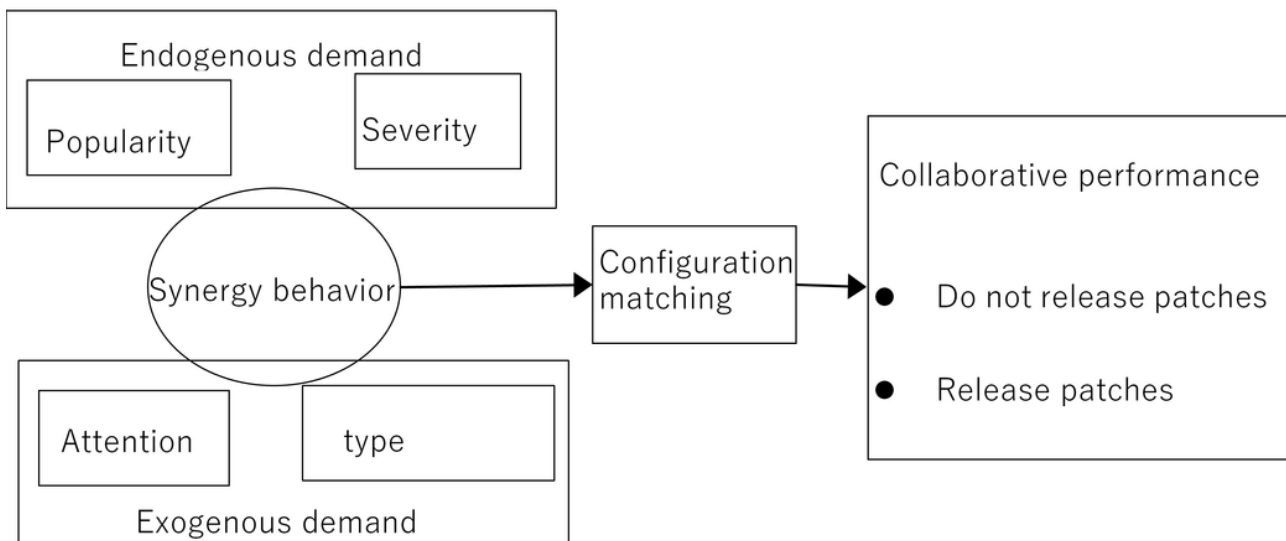 Endogenous demand
Popularity
Severity
Synergy behavior
Configuration
matching
Collaborative performance
● Do not release patches
● Release patches
Attention
type
Exogenous demand